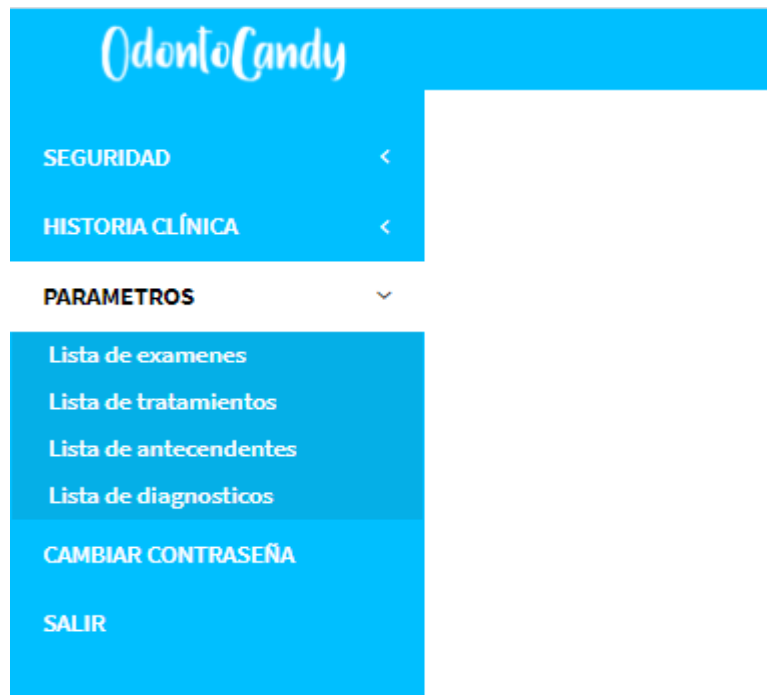 OdontoCandy
SEGURIDAD
HISTORIA CLÍNICA
PARAMETROS
Lista de examenes
Lista de tratamientos
Lista de antecendentes
Lista de diagnosticos
CAMBIAR CONTRASEÑA
SALIR